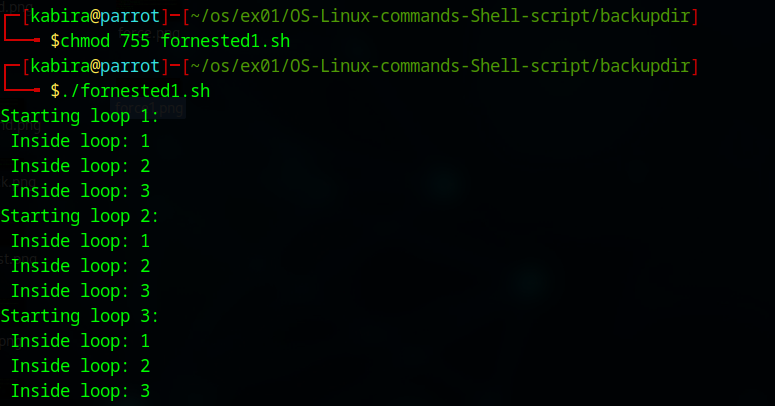 ┌─[kabira@parrot]─[~/os/ex01/OS-Linux-commands-Shell-script/backupdir]
└──╼ $chmod 755 fornested1.sh
┌─[kabira@parrot]─[~/os/ex01/OS-Linux-commands-Shell-script/backupdir]
└──╼ $./fornested1.sh
Starting loop 1:
 Inside loop: 1
 Inside loop: 2
 Inside loop: 3
Starting loop 2:
 Inside loop: 1
 Inside loop: 2
 Inside loop: 3
Starting loop 3:
 Inside loop: 1
 Inside loop: 2
 Inside loop: 3